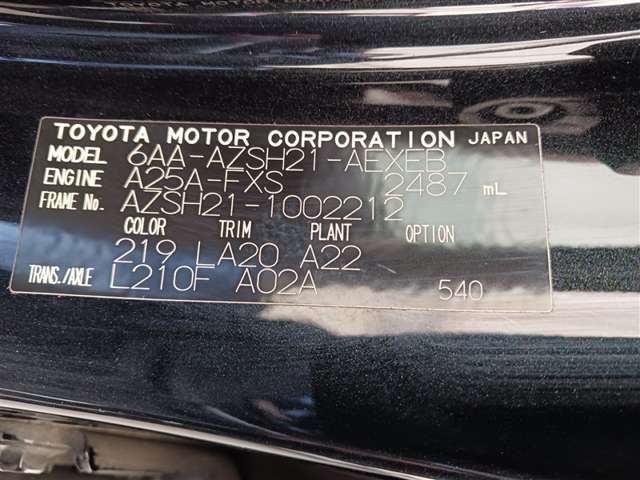 TOYOTA MOTOR CORPORATION JAPAN
MODEL 6AA-AZSH21-AEXEB
ENGINE A25A-FXS 2487 mL
FRAME No. AZSH21-1002212
COLOR TRIM PLANT OPTION
219 LA20 A22
TRANS./AXLE L210F A02A 540